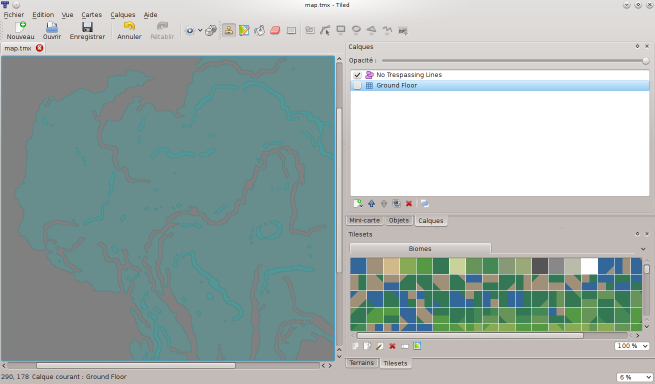 map.tmx - Tiled
Fichier Edition Vue Cartes Calques Aide
Nouveau Ouvrir Enregistrer Annuler Rétablir
map.tmx
Calques
Opacité :
No Trespassing Lines
Ground Floor
Mini-carte Objets Calques
Tilesets
Biomes
100 %
Terrains Tilesets
290, 178 Calque courant : Ground Floor
6 %